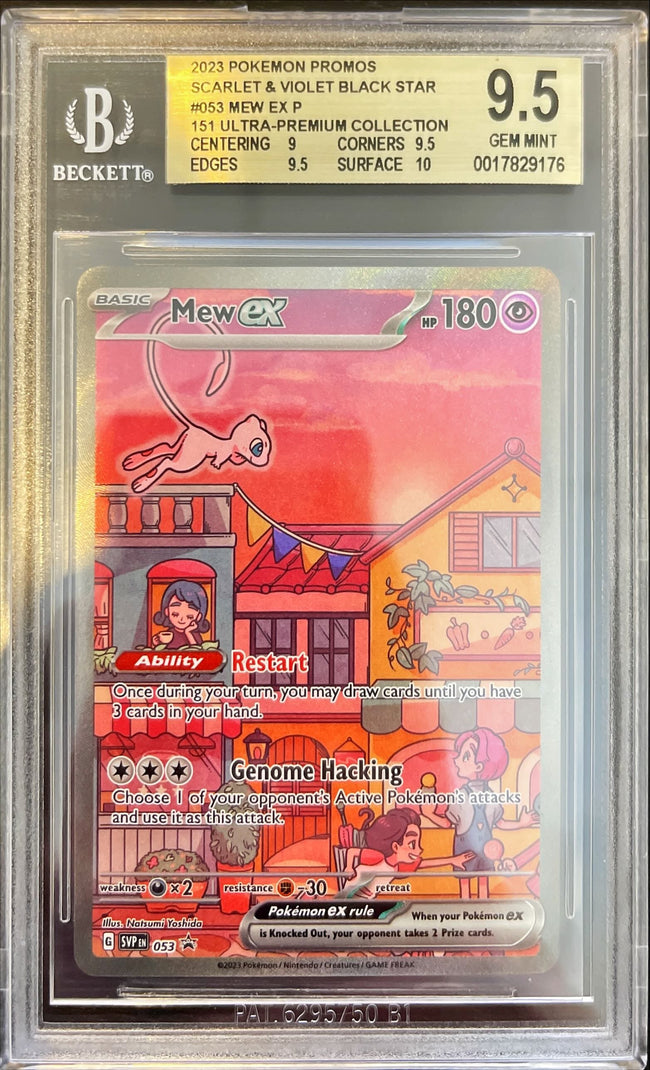 BECKETT®
2023 POKEMON PROMOS
SCARLET & VIOLET BLACK STAR
#053 MEW EX P
151 ULTRA-PREMIUM COLLECTION
CENTERING 9 CORNERS 9.5
EDGES 9.5 SURFACE 10
9.5
GEM MINT
0017829176
BASIC Mew ex HP 180
Ability Restart
Once during your turn, you may draw cards until you have
3 cards in your hand.
Genome Hacking
Choose 1 of your opponent's Active Pokémon's attacks
and use it as this attack.
weakness ×2 resistance -30 retreat
Illus. Natsumi Yoshida
G SVP EN 053
Pokémon ex rule When your Pokémon ex
is Knocked Out, your opponent takes 2 Prize cards.
©2023 Pokémon / Nintendo / Creatures / GAME FREAK
PAT. 6295750 B1